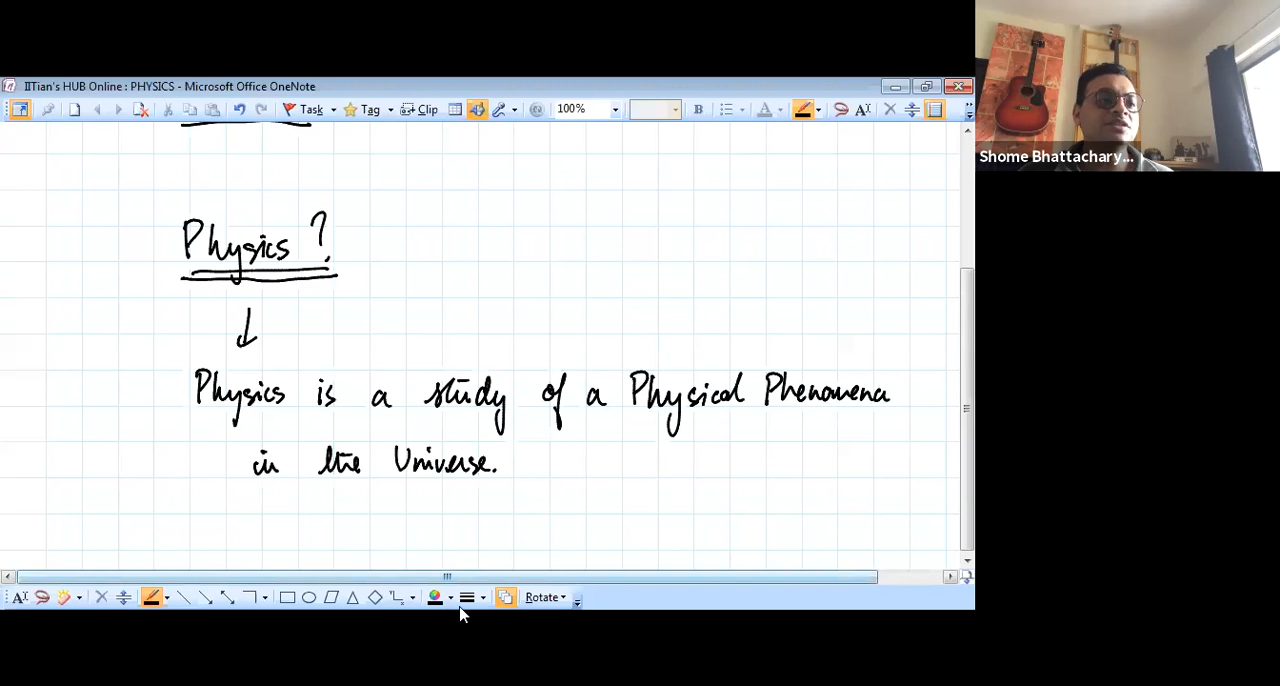 IITian's HUB Online : PHYSICS - Microsoft Office OneNote
Task Tag Clip 100% B
Shome Bhattachary...
Physics ?
Physics is a study of a Physical Phenomena
in the Universe.
Rotate